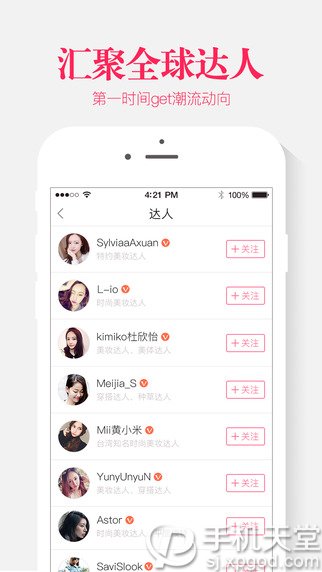 汇聚全球达人
第一时间get潮流动向
4:21 PM
100%
达人
SylviaaAxuan V
特约美妆达人
+关注
L-io V
时尚美妆达人
+关注
kimiko杜欣怡 V
美妆达人、美体达人
+关注
Meijia_S V
穿搭达人、种草达人
+关注
Mii黄小米 V
台湾知名时尚美妆达人
+关注
YunyUnyuN V
美妆达人、穿搭达人
+关注
Astor V
时尚美妆达人
+关注
SaviSlook V
手机天堂
sj.xpgod.com